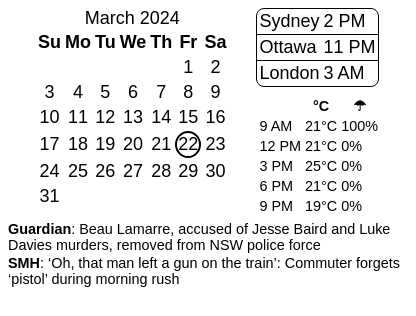 March 2024
Su Mo Tu We Th Fr Sa
1 2
3 4 5 6 7 8 9
10 11 12 13 14 15 16
17 18 19 20 21 22 23
24 25 26 27 28 29 30
31
Sydney 2 PM
Ottawa 11 PM
London 3 AM
°C ☂
9 AM 21°C 100%
12 PM 21°C 0%
3 PM 25°C 0%
6 PM 21°C 0%
9 PM 19°C 0%
Guardian: Beau Lamarre, accused of Jesse Baird and Luke
Davies murders, removed from NSW police force
SMH: ‘Oh, that man left a gun on the train’: Commuter forgets
‘pistol’ during morning rush